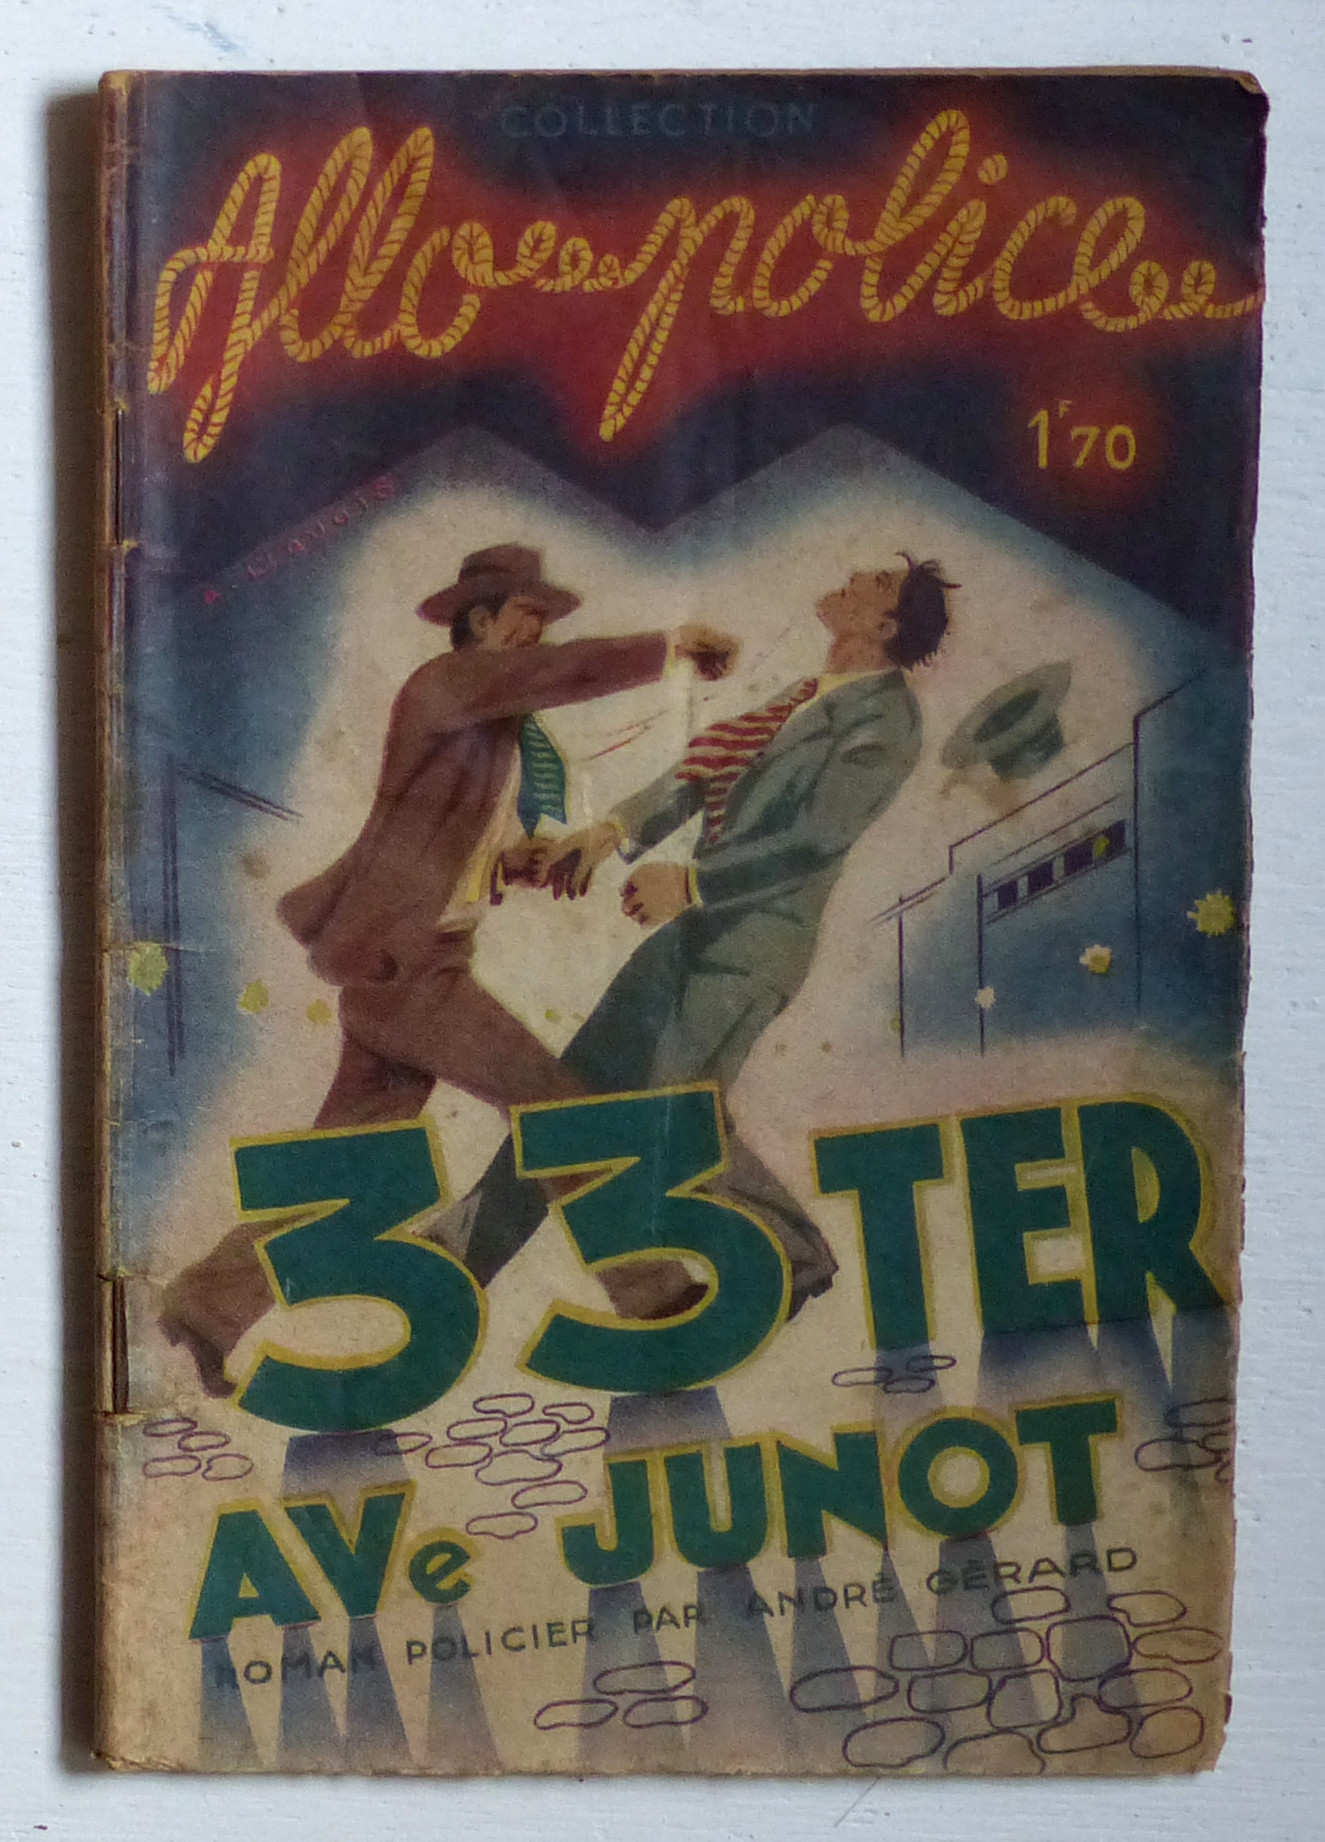 COLLECTION
Allo police
1F70
33 TER
AVe JUNOT
ROMAN POLICIER PAR ANDRÉ GÉRARD